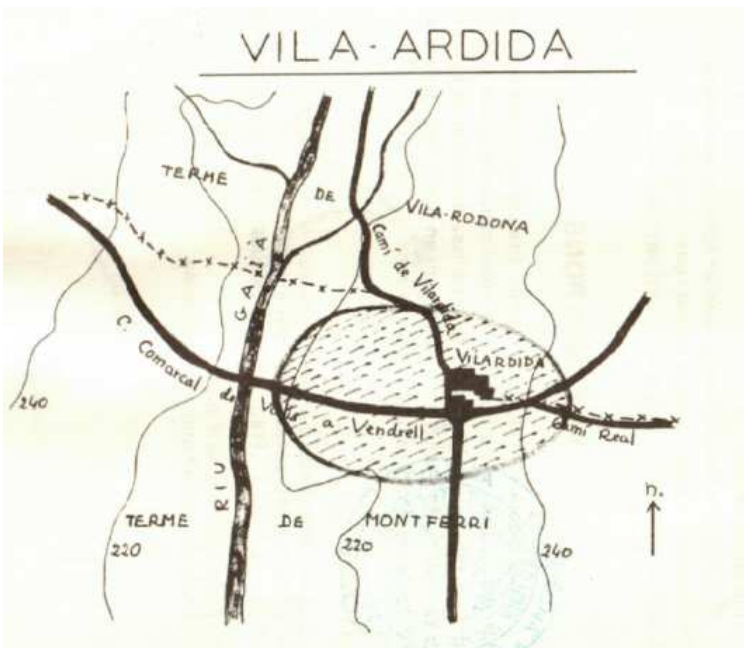 VILA-ARDIDA
TERME DE VILA-RODONA
Camí de Vilardida
RIU GAIÀ
C. Comarcal de Valls a Vendrell
VILARDIDA
Camí Real
240
TERME DE MONTFERRI
220
220
240
n.